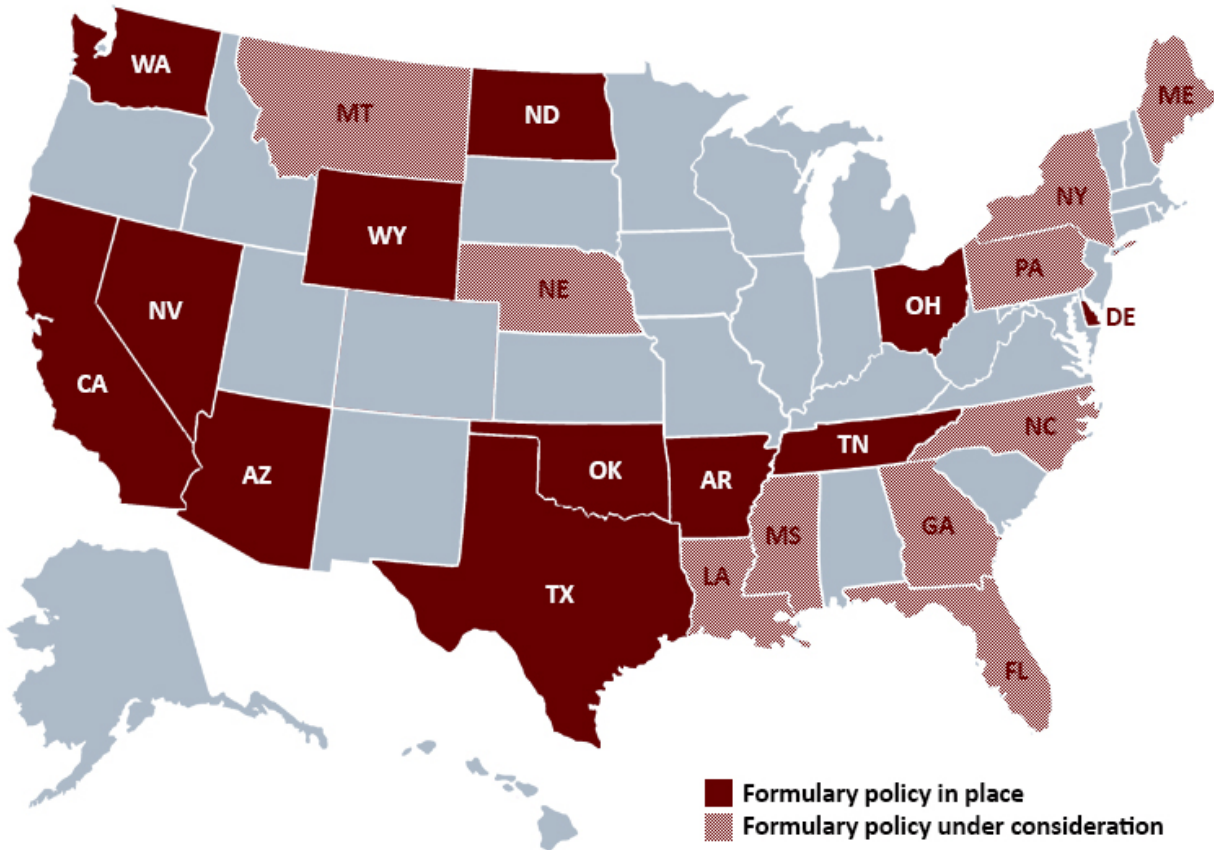 WA
MT
ND
ME
NY
WY
NE
PA
NV
OH
DE
CA
NC
TN
AZ
OK
AR
MS
GA
LA
TX
FL
Formulary policy in place
Formulary policy under consideration